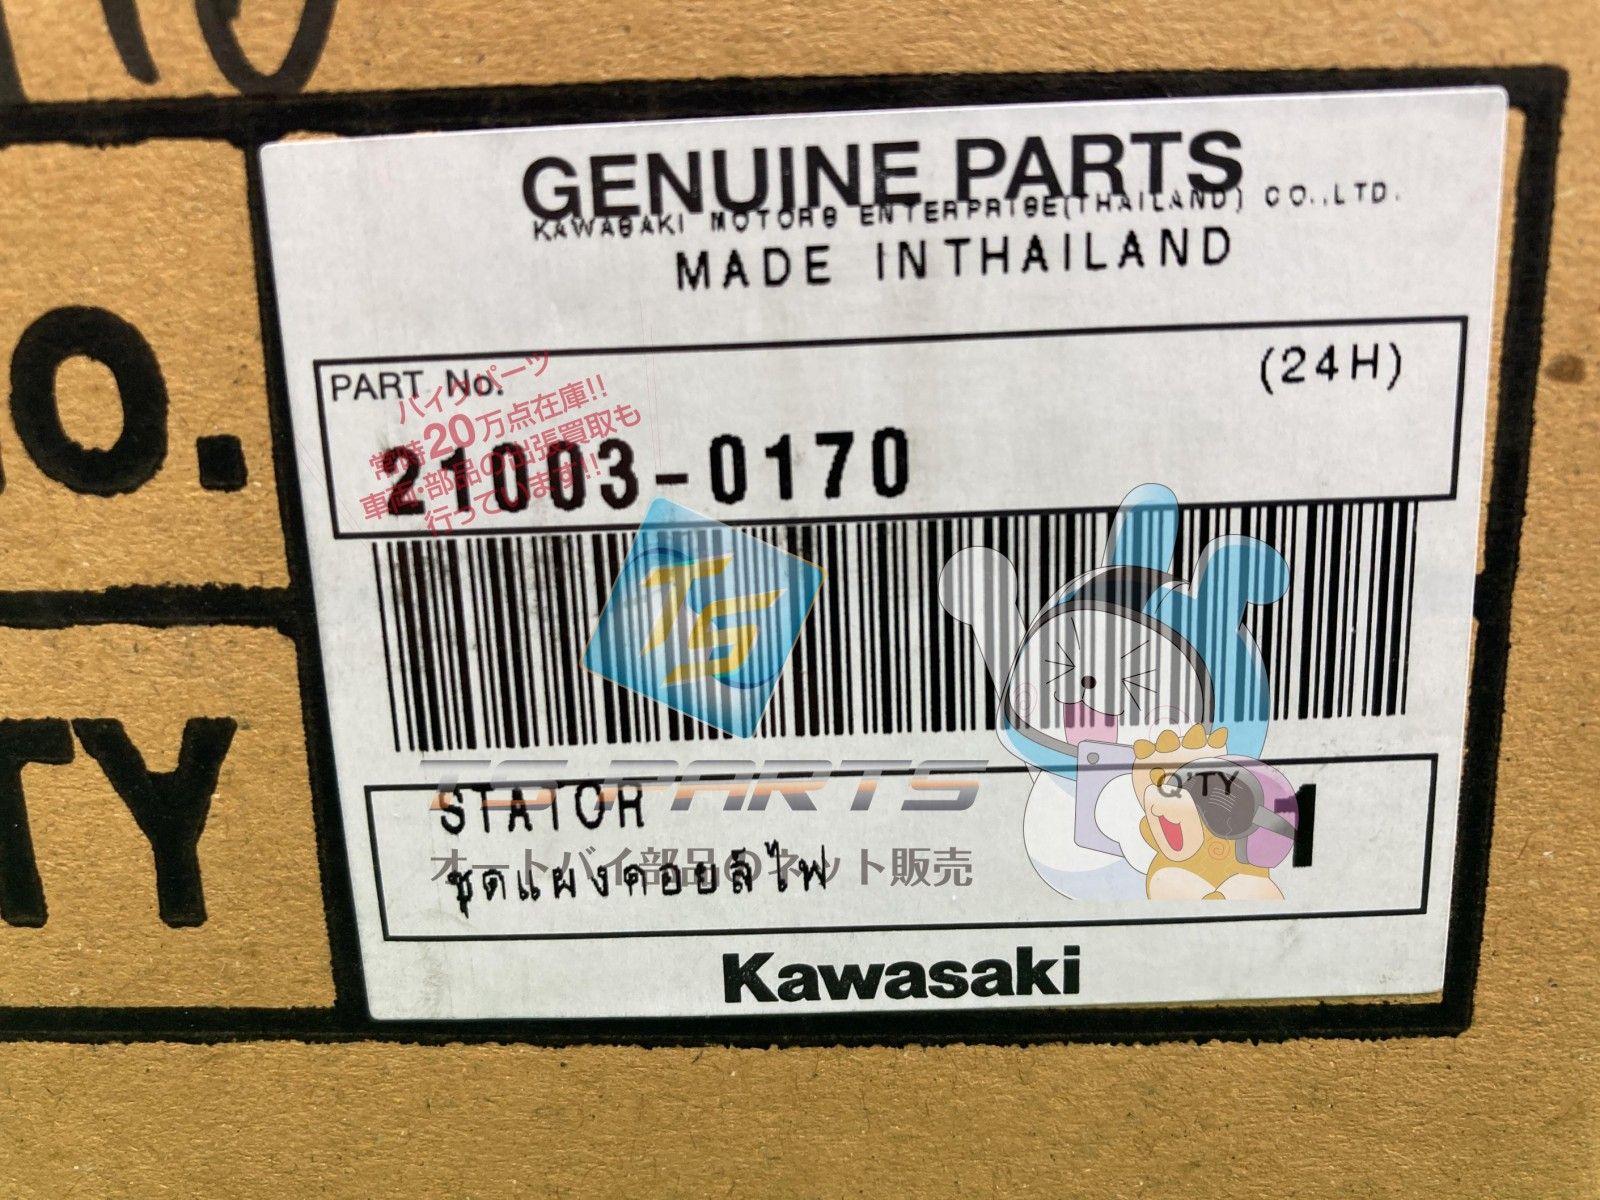 GENUINE PARTS
KAWASAKI MOTORS ENTERPRISE(THAILAND) CO.,LTD.
MADE INTHAILAND
PART No.
(24H)
21003-0170
バイクパーツ
常時20万点在庫!!
車両・部品の出張買取も
行っています!!
o.
TS
TS PARTS
オートバイ部品のネット販売
STATOR
Q'TY
1
ชุดแผงคอยล์ไฟ
TY
Kawasaki